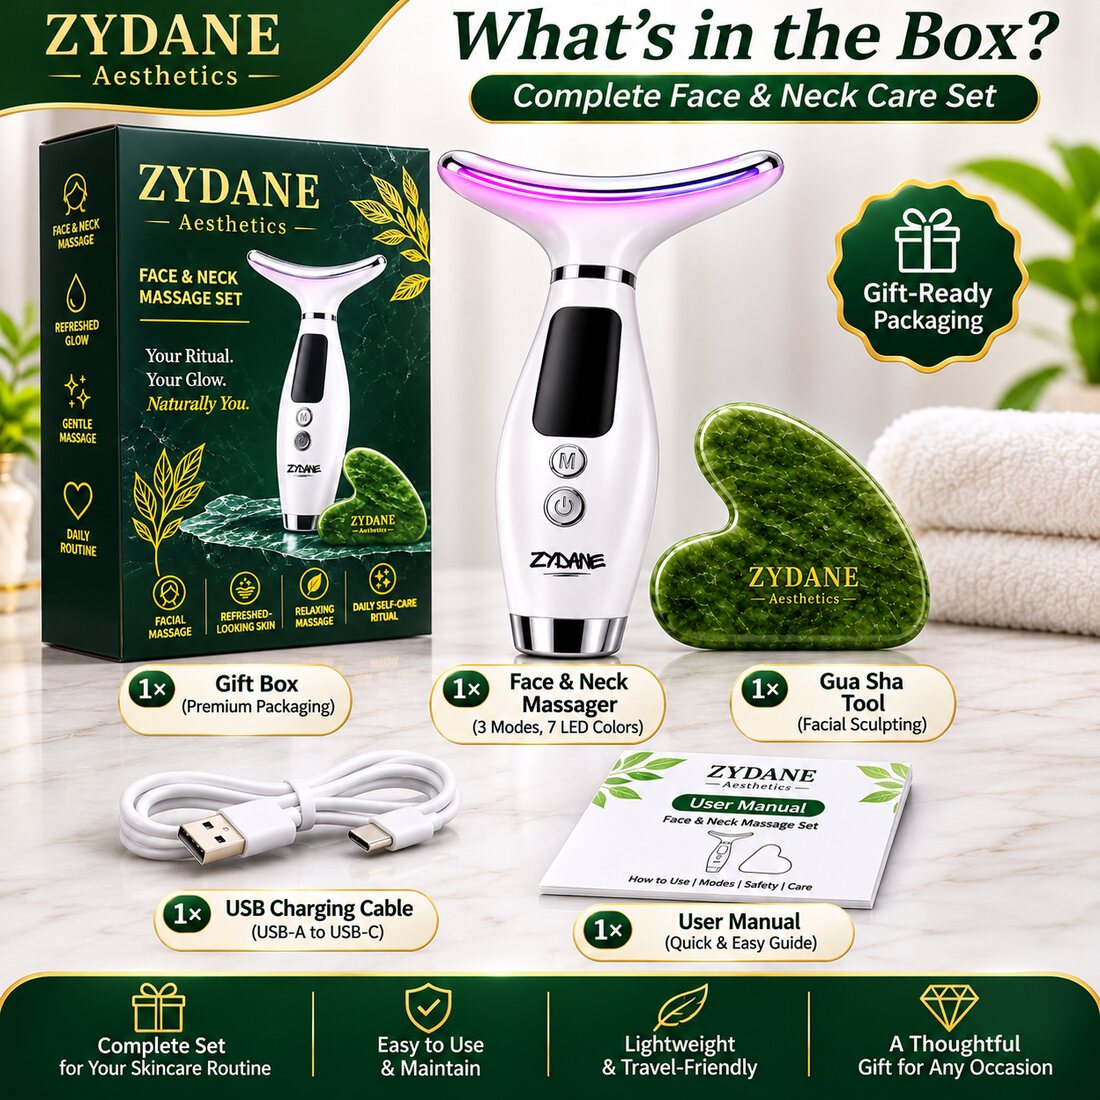 ZYDANE
Aesthetics
What's in the Box?
Complete Face & Neck Care Set
ZYDANE
Aesthetics
FACE & NECK
MASSAGE SET
Your Ritual.
Your Glow.
Naturally You.
FACE & NECK
MASSAGE
REFRESHED
GLOW
GENTLE
MASSAGE
DAILY
ROUTINE
M
ZYDANE
ZYDANE
Aesthetics
FACIAL
MASSAGE
REFRESHED-
LOOKING SKIN
RELAXING
MASSAGE
DAILY SELF-CARE
RITUAL
M
ZYDANE
Gift-Ready
Packaging
ZYDANE
Aesthetics
1×
Gift Box
(Premium Packaging)
1×
Face & Neck
Massager
(3 Modes, 7 LED Colors)
1×
Gua Sha
Tool
(Facial Sculpting)
ZYDANE
Aesthetics
User Manual
Face & Neck Massage Set
How to Use | Modes | Safety | Care
1×
USB Charging Cable
(USB-A to USB-C)
1×
User Manual
(Quick & Easy Guide)
Complete Set
for Your Skincare Routine
Easy to Use
& Maintain
Lightweight
& Travel-Friendly
A Thoughtful
Gift for Any Occasion